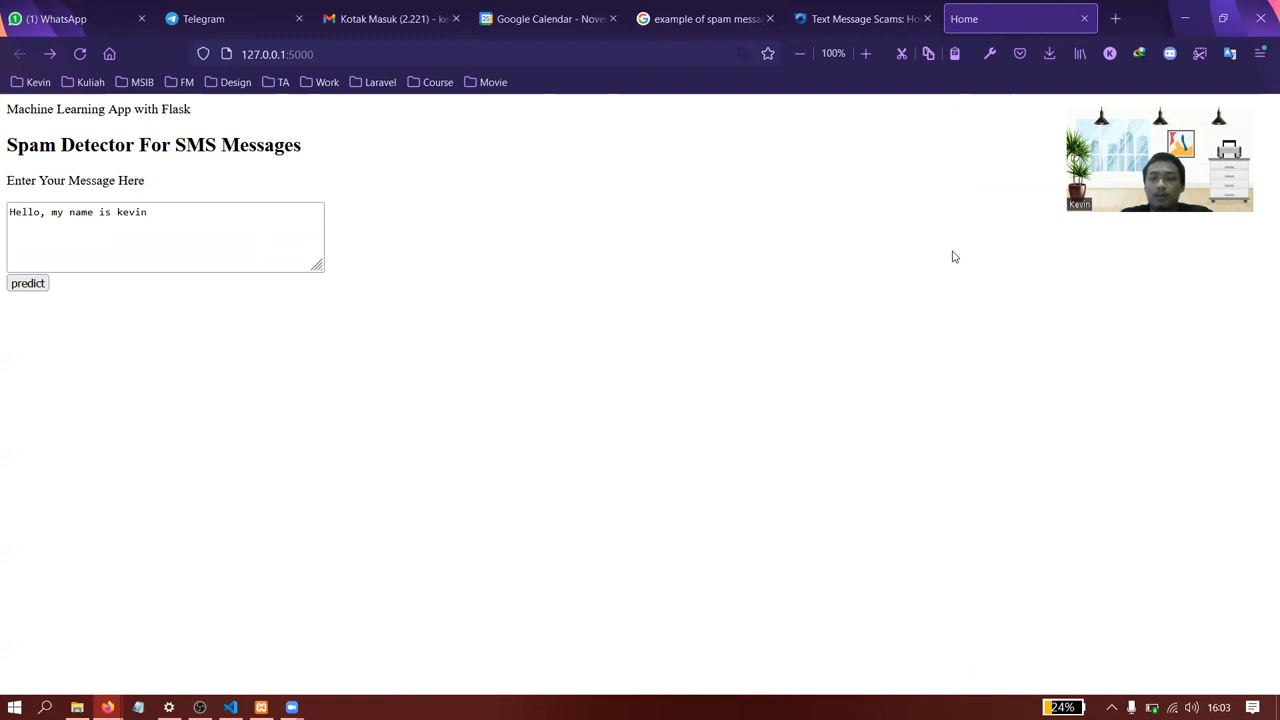 (1) WhatsApp
Telegram
Kotak Masuk (2.221) - ke
Google Calendar - Nove
example of spam messa
Text Message Scams: Ho
Home
127.0.0.1:5000
100%
Kevin
Kuliah
MSIB
FM
Design
TA
Work
Laravel
Course
Movie
Machine Learning App with Flask
Spam Detector For SMS Messages
Enter Your Message Here
Hello, my name is kevin
predict
Kevin
24%
16:03